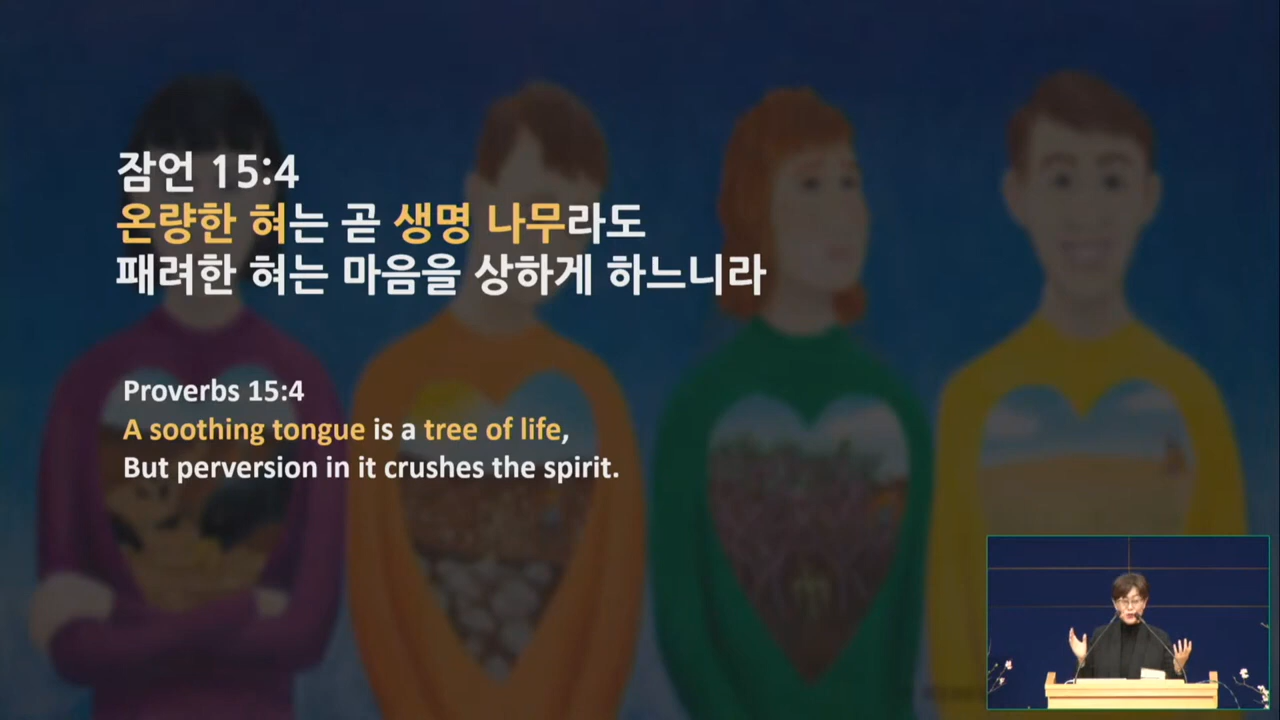 잠언 15:4
온량한 혀는 곧 생명 나무라도
패려한 혀는 마음을 상하게 하느니라
Proverbs 15:4
A soothing tongue is a tree of life,
But perversion in it crushes the spirit.